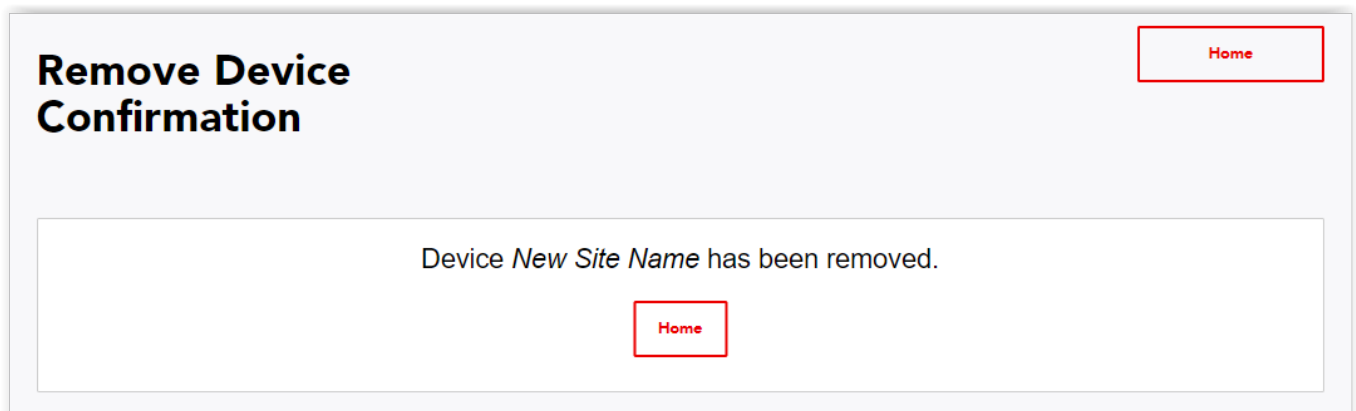 Home
Remove Device
Confirmation
Device New Site Name has been removed.
Home